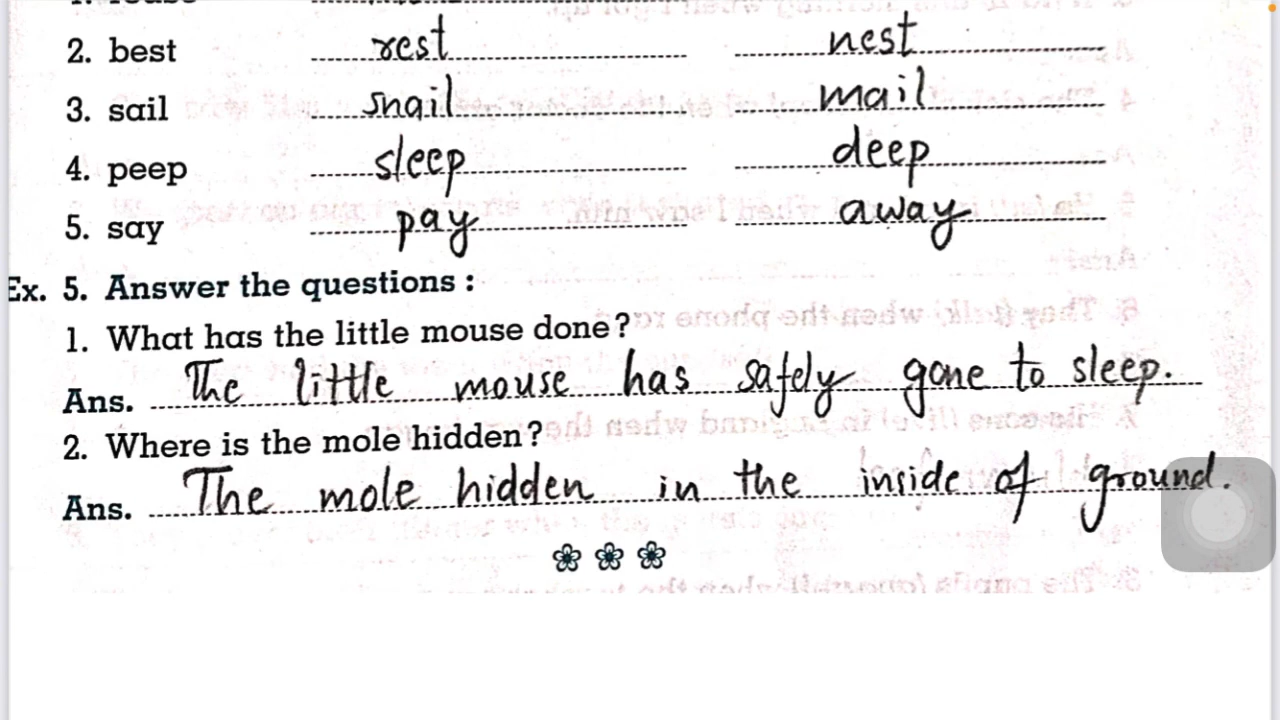 2. best rest nest
3. sail snail mail
4. peep sleep deep
5. say pay away
Ex. 5. Answer the questions :
1. What has the little mouse done?
Ans. The little mouse has safely gone to sleep.
2. Where is the mole hidden?
Ans. The mole hidden in the inside of ground.